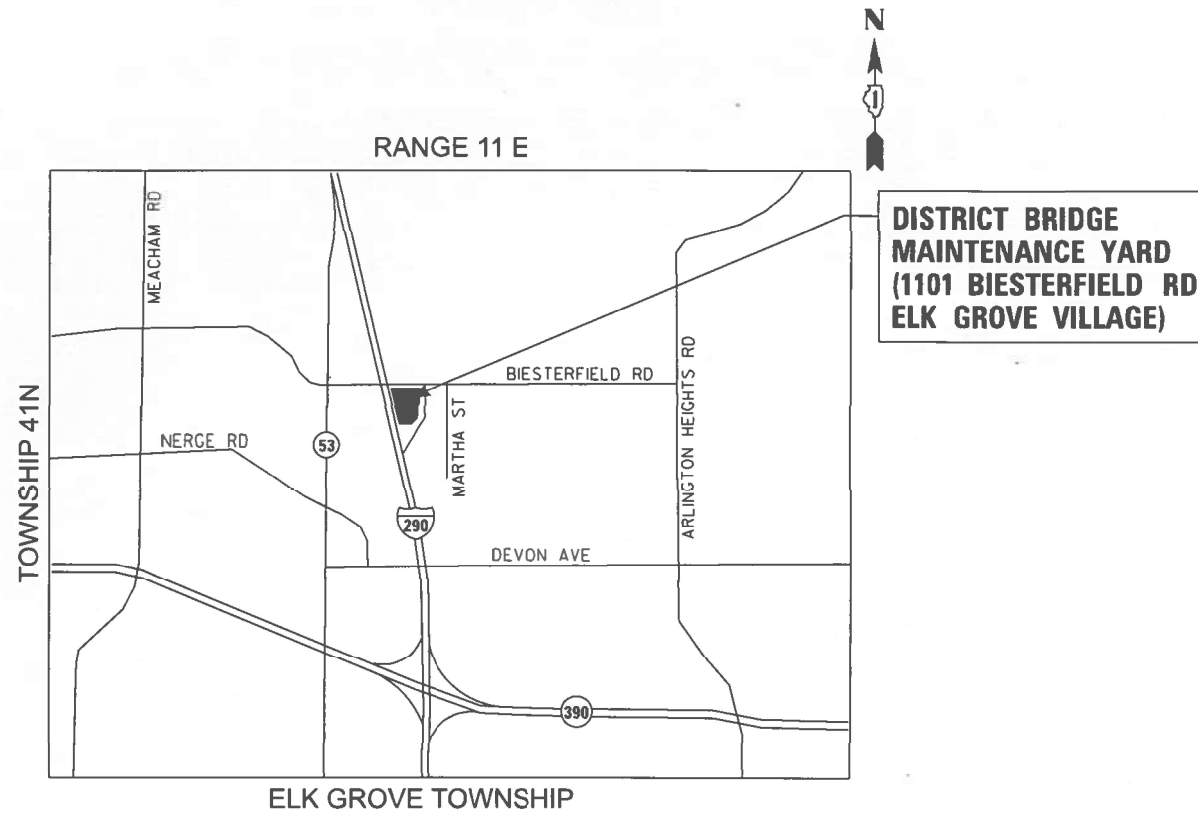 N
1
RANGE 11 E
DISTRICT BRIDGE
MAINTENANCE YARD
(1101 BIESTERFIELD RD
ELK GROVE VILLAGE)
MEACHAM RD
BIESTERFIELD RD
ARLINGTON HEIGHTS RD
MARTHA ST
TOWNSHIP 41N
NERGE RD
53
290
DEVON AVE
390
ELK GROVE TOWNSHIP